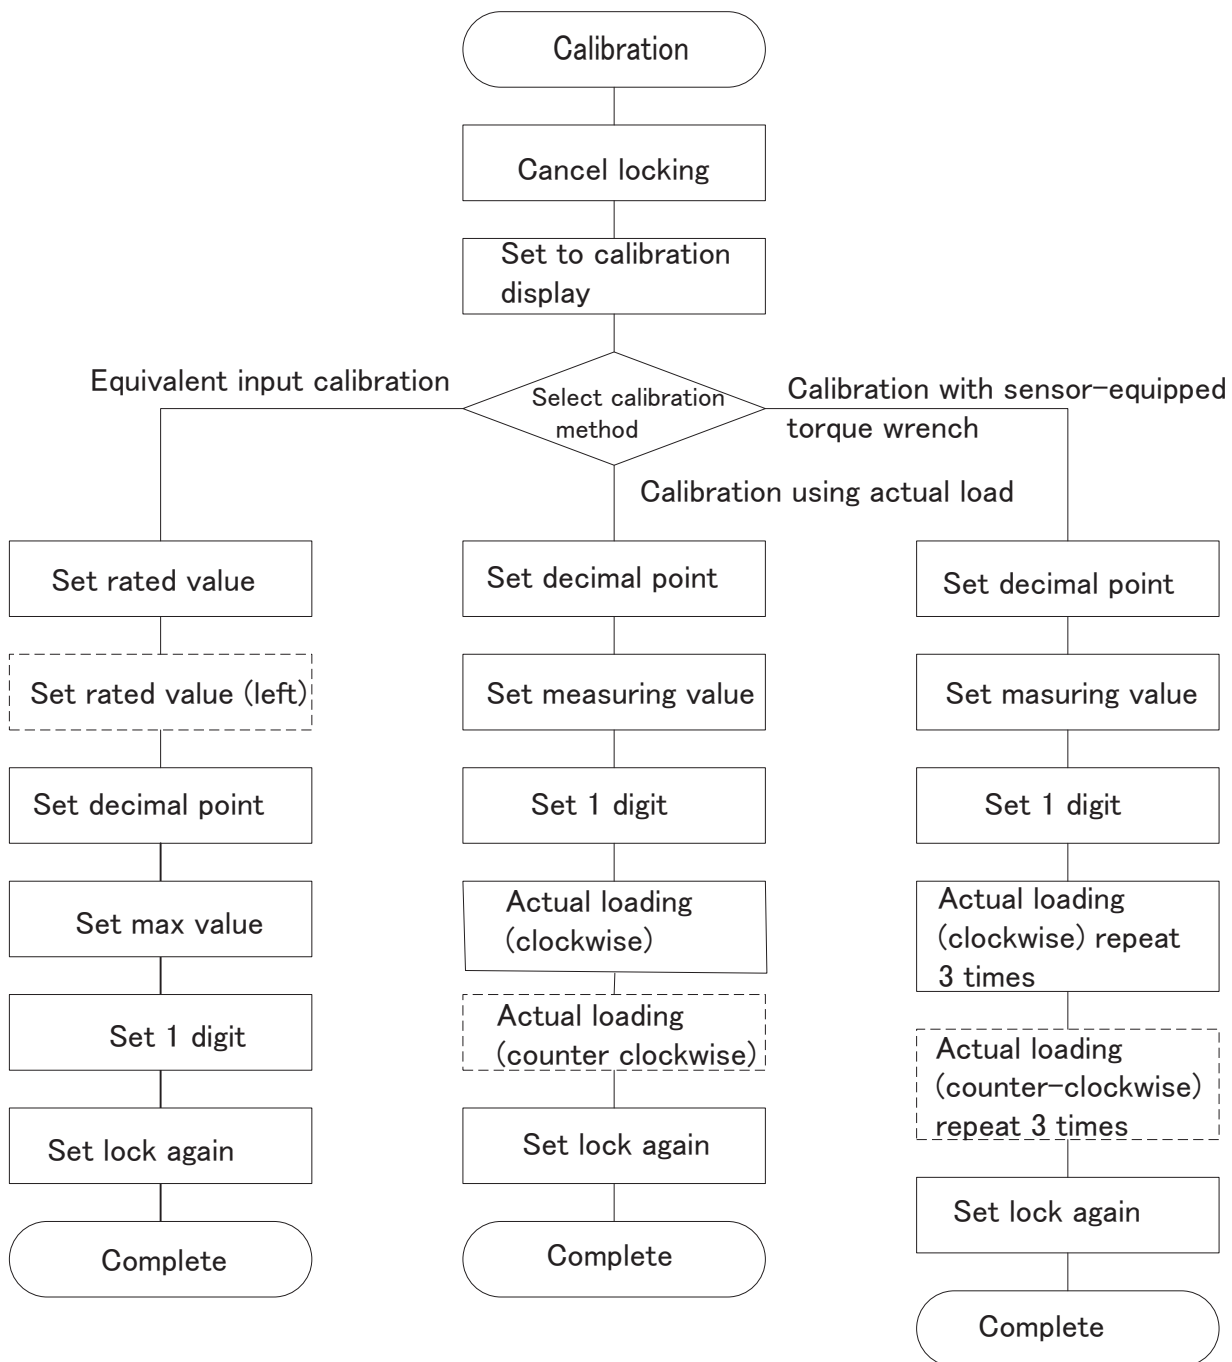 Calibration
Cancel locking
Set to calibration
display
Select calibration
method
Equivalent input calibration
Set rated value
Set rated value (left)
Set decimal point
Set max value
Set 1 digit
Set lock again
Complete
Calibration using actual load
Set decimal point
Set measuring value
Set 1 digit
Actual loading
(clockwise)
Actual loading
(counter clockwise)
Set lock again
Complete
Calibration with sensor-equipped
torque wrench
Set decimal point
Set masuring value
Set 1 digit
Actual loading
(clockwise) repeat
3 times
Actual loading
(counter-clockwise)
repeat 3 times
Set lock again
Complete